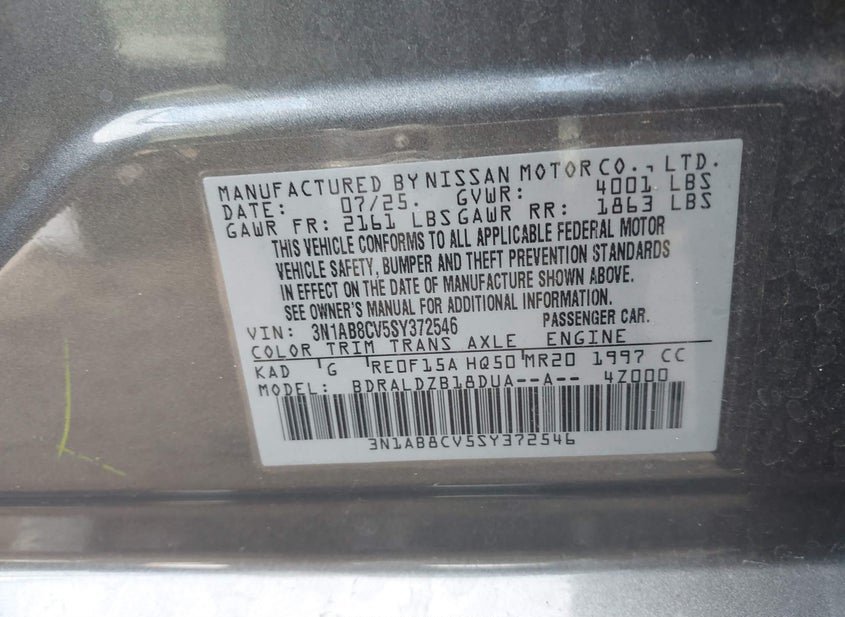 MANUFACTURED BY NISSAN MOTOR CO., LTD.
DATE: 07/25. GVWR: 4001 LBS
GAWR FR: 2161 LBS GAWR RR: 1863 LBS
THIS VEHICLE CONFORMS TO ALL APPLICABLE FEDERAL MOTOR
VEHICLE SAFETY, BUMPER AND THEFT PREVENTION STANDARDS
IN EFFECT ON THE DATE OF MANUFACTURE SHOWN ABOVE.
SEE OWNER'S MANUAL FOR ADDITIONAL INFORMATION.
VIN: 3N1AB8CV5SY372546 PASSENGER CAR.
COLOR TRIM TRANS AXLE ENGINE
KAD G RE0F15A HQ50 MR20 1997 CC
MODEL: BDRALDZB18DUA--A-- 4Z000
3N1AB8CV5SY372546